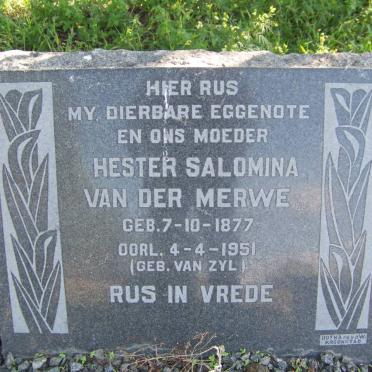 HIER RUS
MY DIERBARE EGGENOTE
EN ONS MOEDER
HESTER SALOMINA
VAN DER MERWE
GEB. 7-10-1877
OORL. 4-4-1951
(GEB. VAN ZYL)
RUS IN VREDE
KROONSTAD